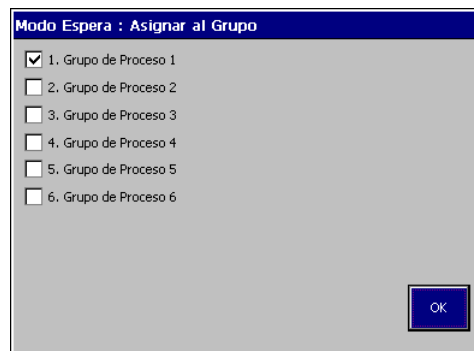 Modo Espera : Asignar al Grupo
1. Grupo de Proceso 1
2. Grupo de Proceso 2
3. Grupo de Proceso 3
4. Grupo de Proceso 4
5. Grupo de Proceso 5
6. Grupo de Proceso 6
OK